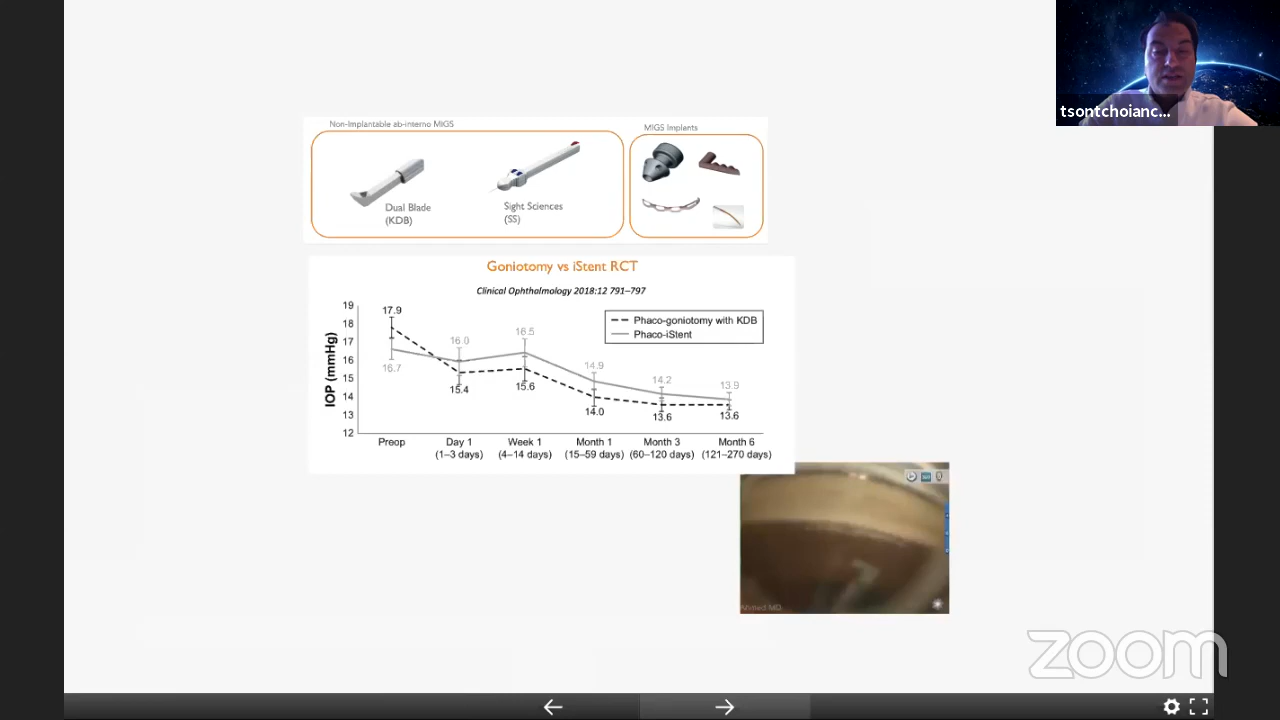 tsontchoianc...
Non-Implantable ab-interno MIGS
MIGS Implants
Dual Blade
(KDB)
Sight Sciences
(SS)
Goniotomy vs iStent RCT
Clinical Ophthalmology 2018:12 791–797
IOP (mmHg)
19
18
17
16
15
14
13
12
17.9
16.7
16.0
15.4
16.5
15.6
14.9
14.0
14.2
13.6
13.9
13.6
Phaco-goniotomy with KDB
Phaco-iStent
Preop
Day 1
(1–3 days)
Week 1
(4–14 days)
Month 1
(15–59 days)
Month 3
(60–120 days)
Month 6
(121–270 days)
Ahmed MD
zoom